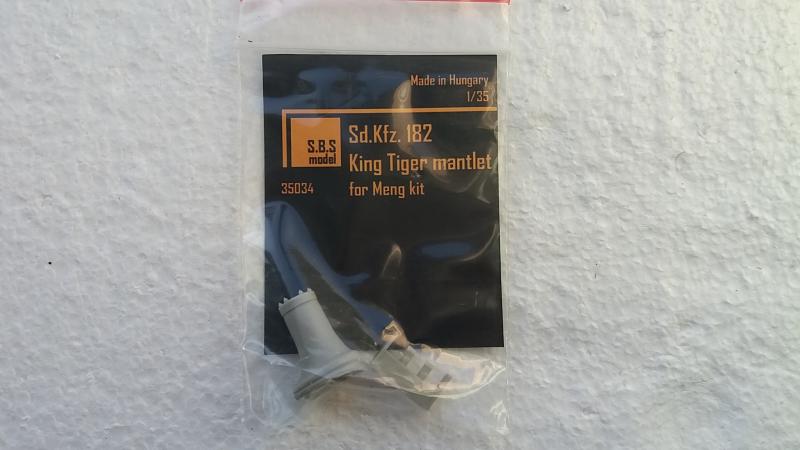 Made in Hungary
1/35
S.B.S
model
Sd.Kfz. 182
King Tiger mantlet
35034
for Meng kit